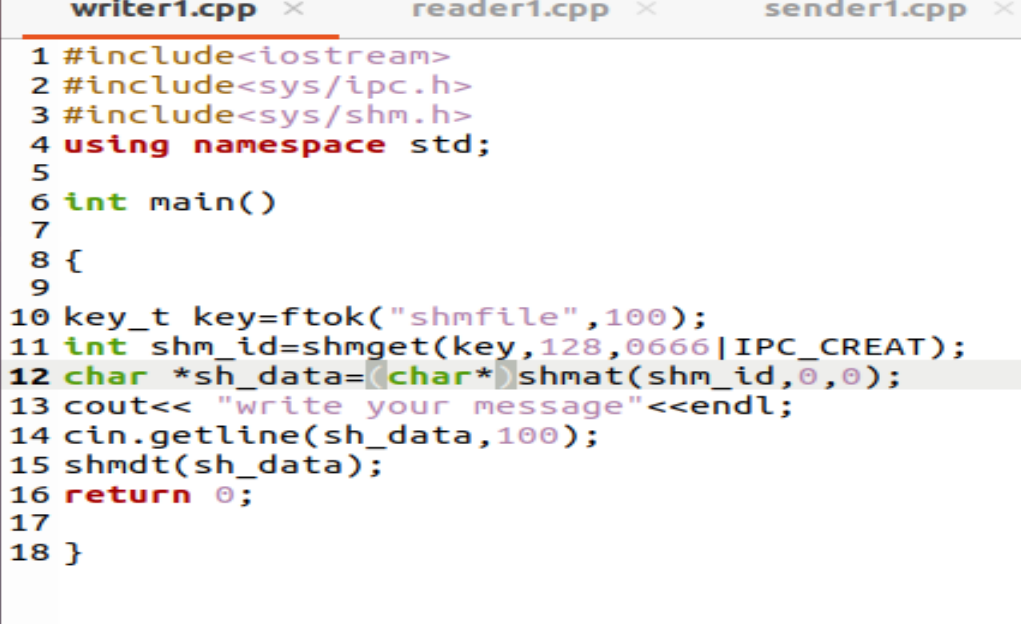 writer1.cpp × reader1.cpp × sender1.cpp ×
1 #include<iostream>
2 #include<sys/ipc.h>
3 #include<sys/shm.h>
4 using namespace std;
5
6 int main()
7
8 {
9
10 key_t key=ftok("shmfile",100);
11 int shm_id=shmget(key,128,0666|IPC_CREAT);
12 char *sh_data=(char*)shmat(shm_id,0,0);
13 cout<< "write your message"<<endl;
14 cin.getline(sh_data,100);
15 shmdt(sh_data);
16 return 0;
17
18 }